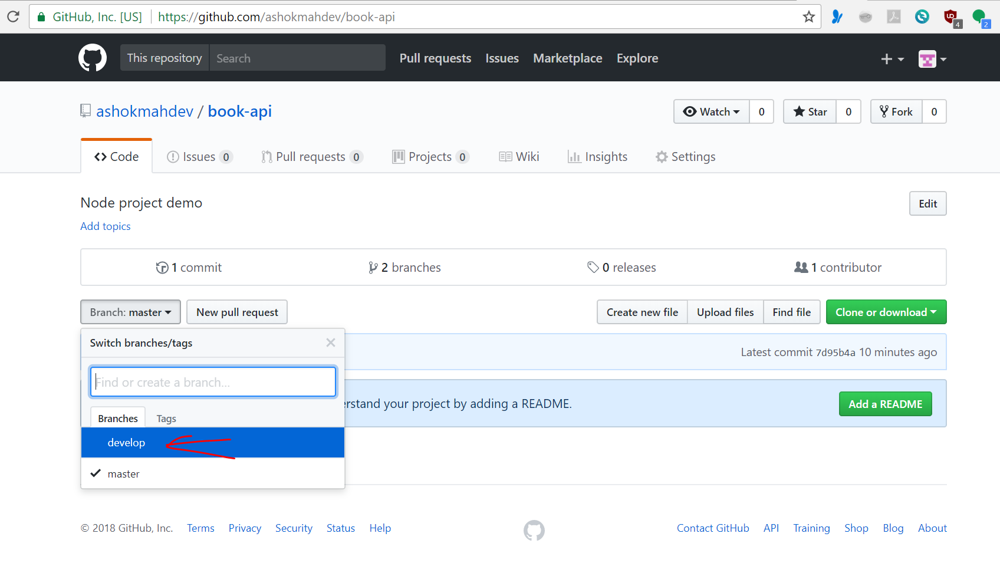 GitHub, Inc. [US] https://github.com/ashokmahdev/book-api
4
2
This repository Search Pull requests Issues Marketplace Explore
ashokmahdev / book-api
Watch 0 Star 0 Fork 0
Code Issues 0 Pull requests 0 Projects 0 Wiki Insights Settings
Node project demo
Edit
Add topics
1 commit 2 branches 0 releases 1 contributor
Branch: master New pull request Create new file Upload files Find file Clone or download
Switch branches/tags
Latest commit 7d95b4a 10 minutes ago
Find or create a branch...
erstand your project by adding a README. Add a README
Branches Tags
develop
master
© 2018 GitHub, Inc. Terms Privacy Security Status Help Contact GitHub API Training Shop Blog About